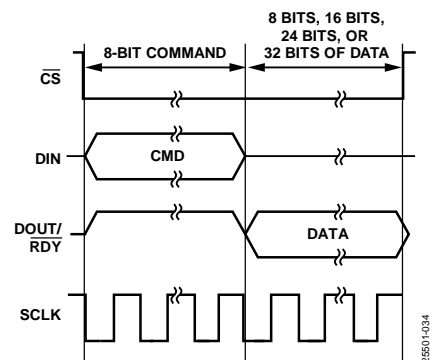 8 BITS, 16 BITS,
24 BITS, OR
8-BIT COMMAND
32 BITS OF DATA
CS
DIN
CMD
DOUT/
RDY
DATA
SCLK
25501-034